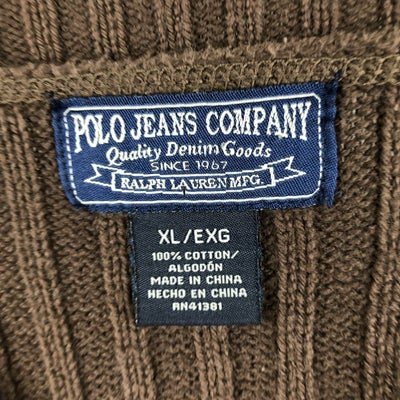 POLO JEANS COMPANY
Quality Denim Goods
SINCE 1967
RALPH LAUREN MFG.
XL/EXG
100% COTTON/
ALGODÓN
MADE IN CHINA
HECHO EN CHINA
RN41381